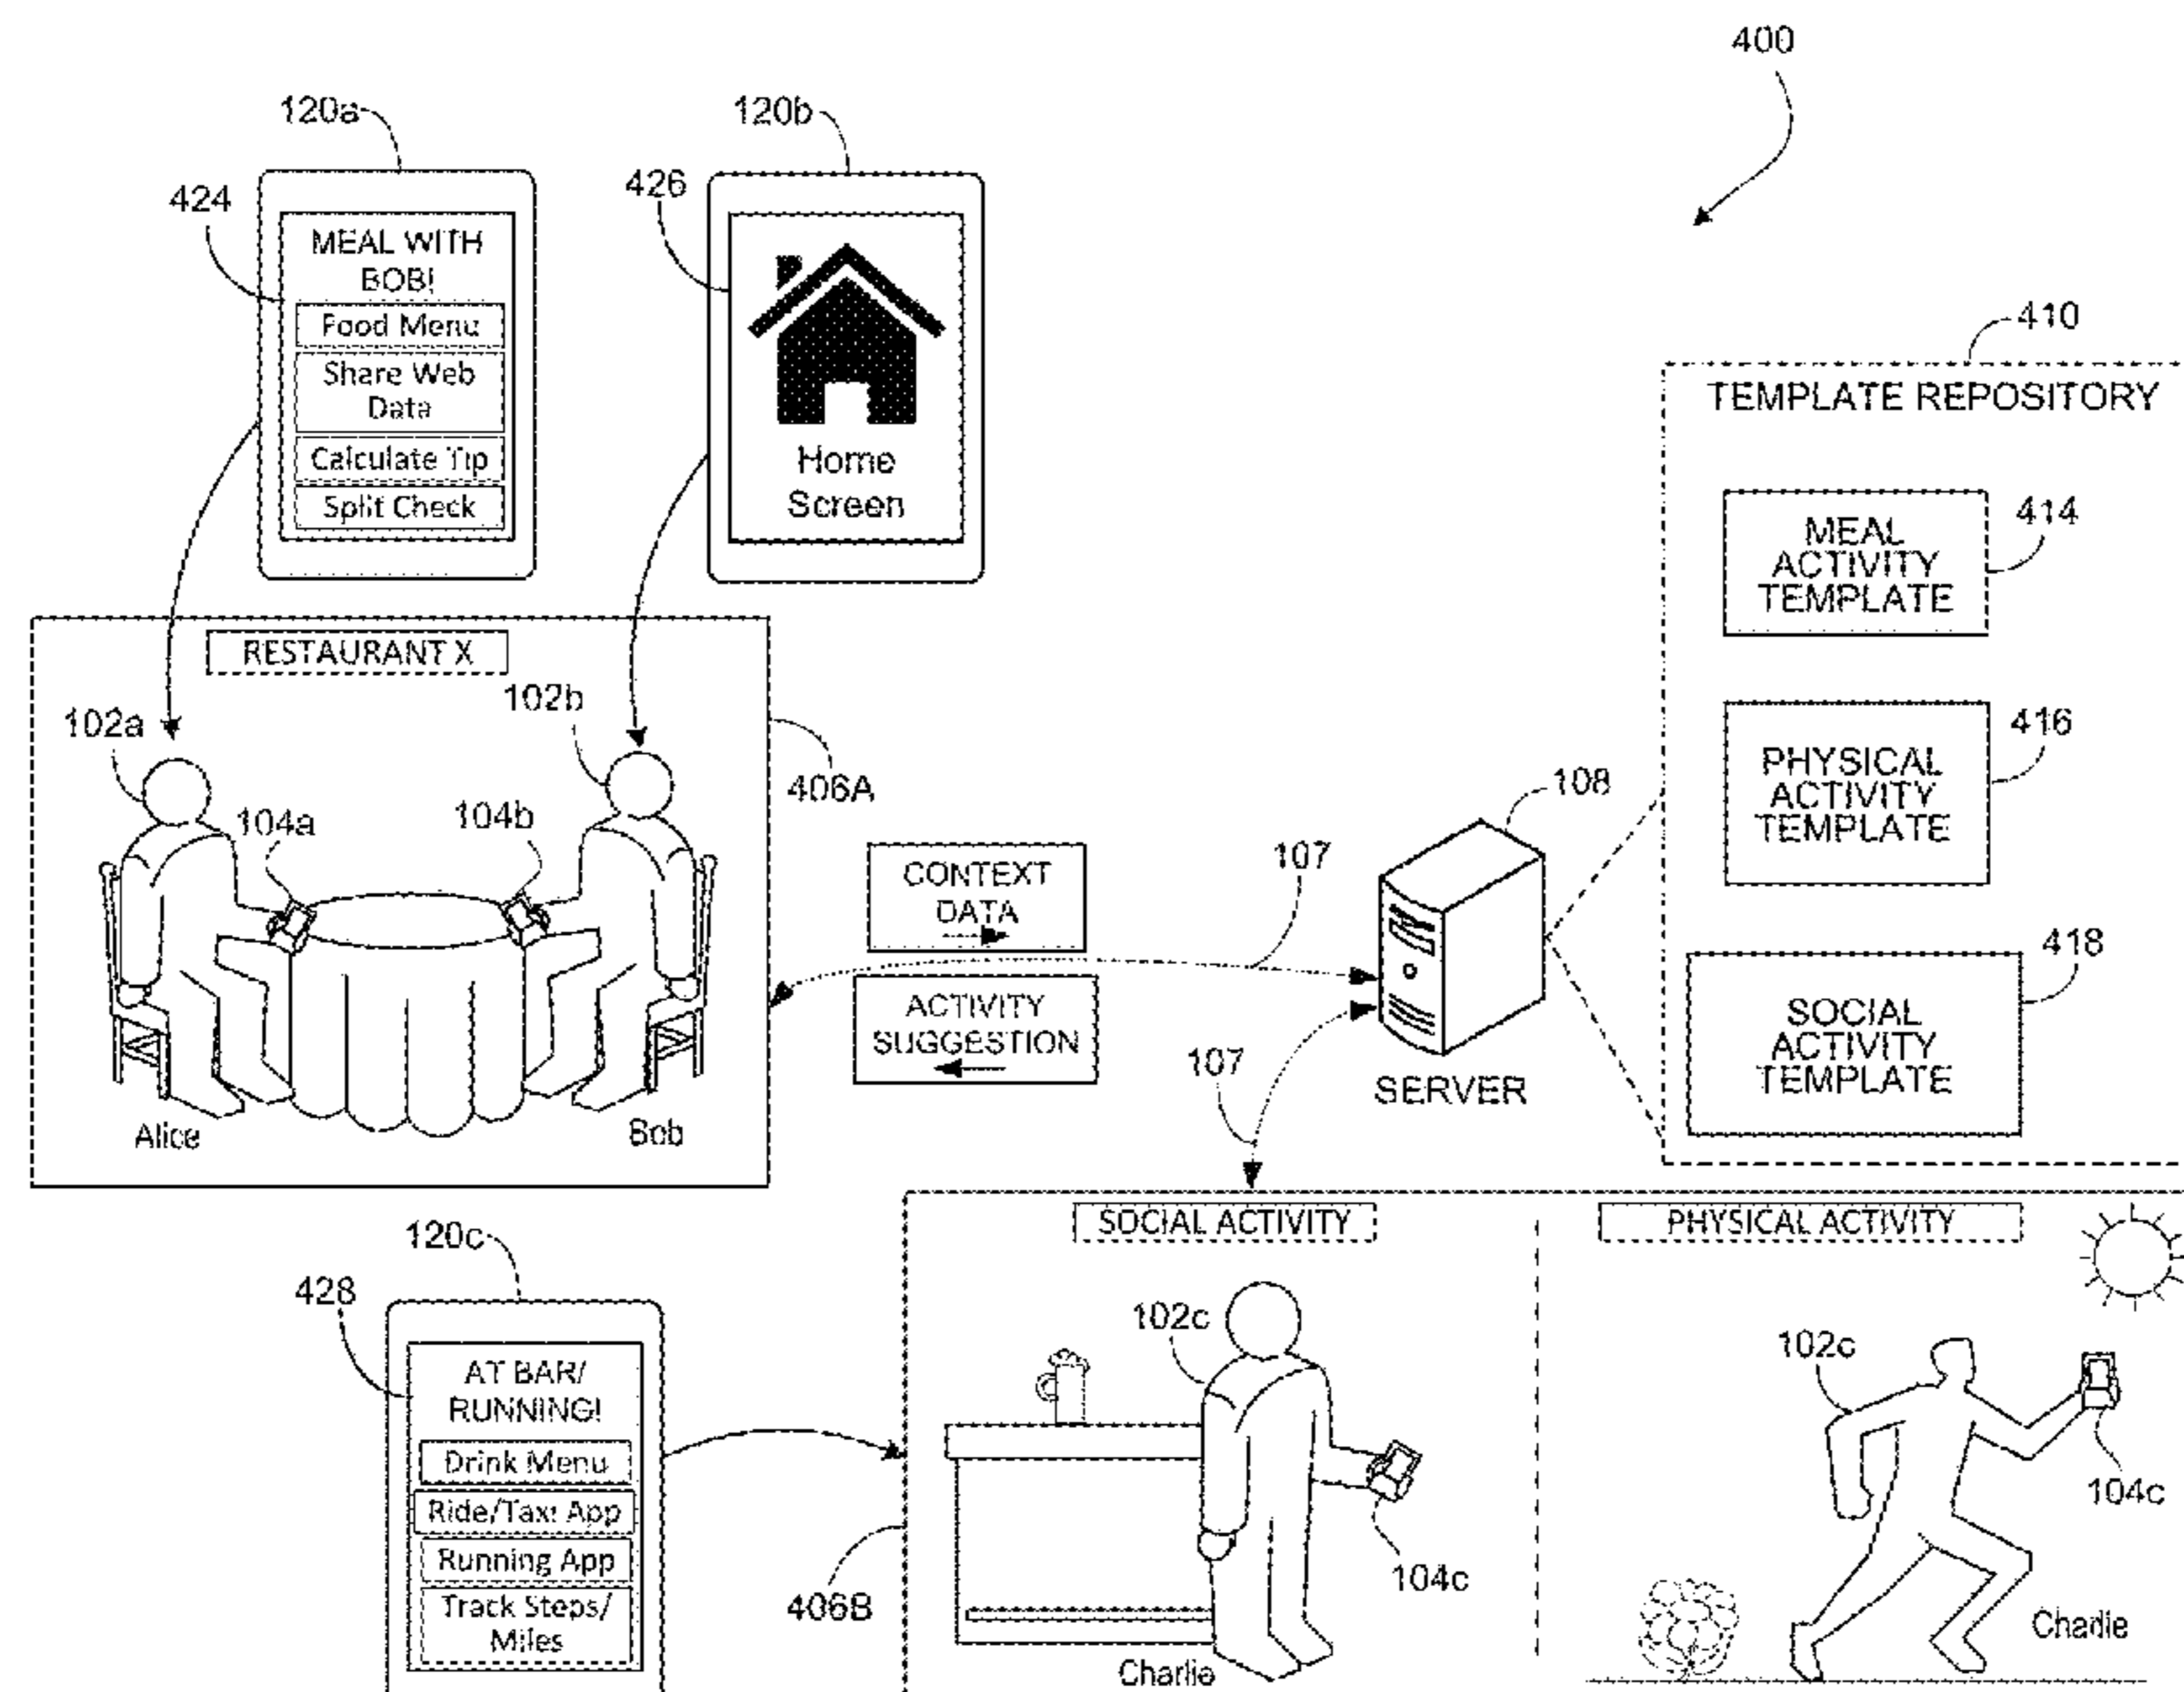 400
120a
120b
424
MEAL WITH
BOB!
Food Menu
Share Web
Data
Calculate Tip
Split Check
426
Home
Screen
410
TEMPLATE REPOSITORY
MEAL
ACTIVITY
TEMPLATE
414
PHYSICAL
ACTIVITY
TEMPLATE
416
SOCIAL
ACTIVITY
TEMPLATE
418
RESTAURANT X
102a
102b
104a
104b
406A
Alice
Bob
CONTEXT
DATA
ACTIVITY
SUGGESTION
107
107
108
SERVER
120c
428
AT BAR/
RUNNING!
Drink Menu
Ride/Taxi App
Running App
Track Steps/
Miles
406B
SOCIAL ACTIVITY
102c
104c
Charlie
PHYSICAL ACTIVITY
102c
104c
Charlie